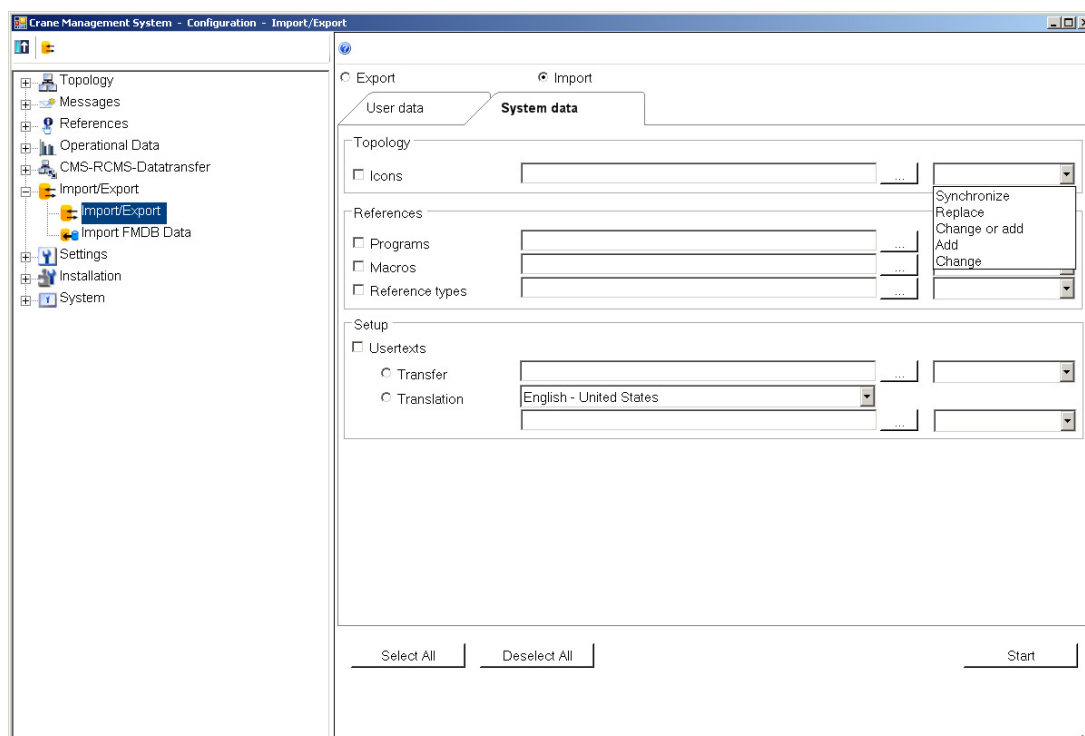 Crane Management System - Configuration - Import/Export
Topology
Messages
References
Operational Data
CMS-RCMS-Datatransfer
Import/Export
Import/Export
Import FMDB Data
Settings
Installation
System
Export Import
User data System data
Topology
Icons ...
Synchronize
Replace
Change or add
Add
Change
References
Programs ...
Macros ...
Reference types ...
Setup
Usertexts
Transfer ...
Translation English - United States
...
Select All Deselect All Start